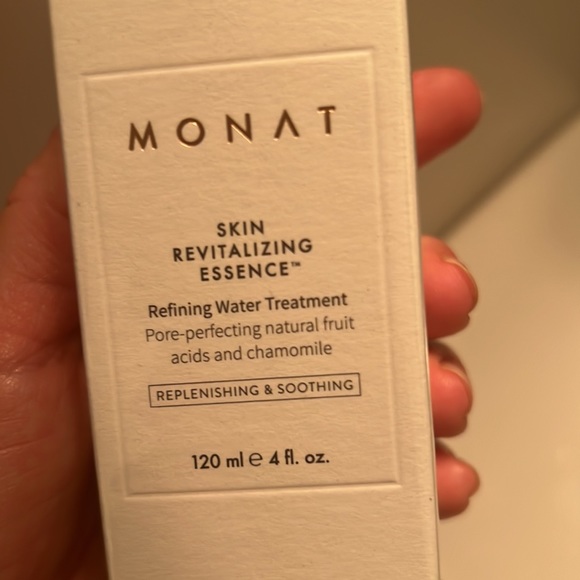 MONAT
SKIN
REVITALIZING
ESSENCE™
Refining Water Treatment
Pore-perfecting natural fruit
acids and chamomile
REPLENISHING & SOOTHING
120 ml ℮ 4 fl. oz.